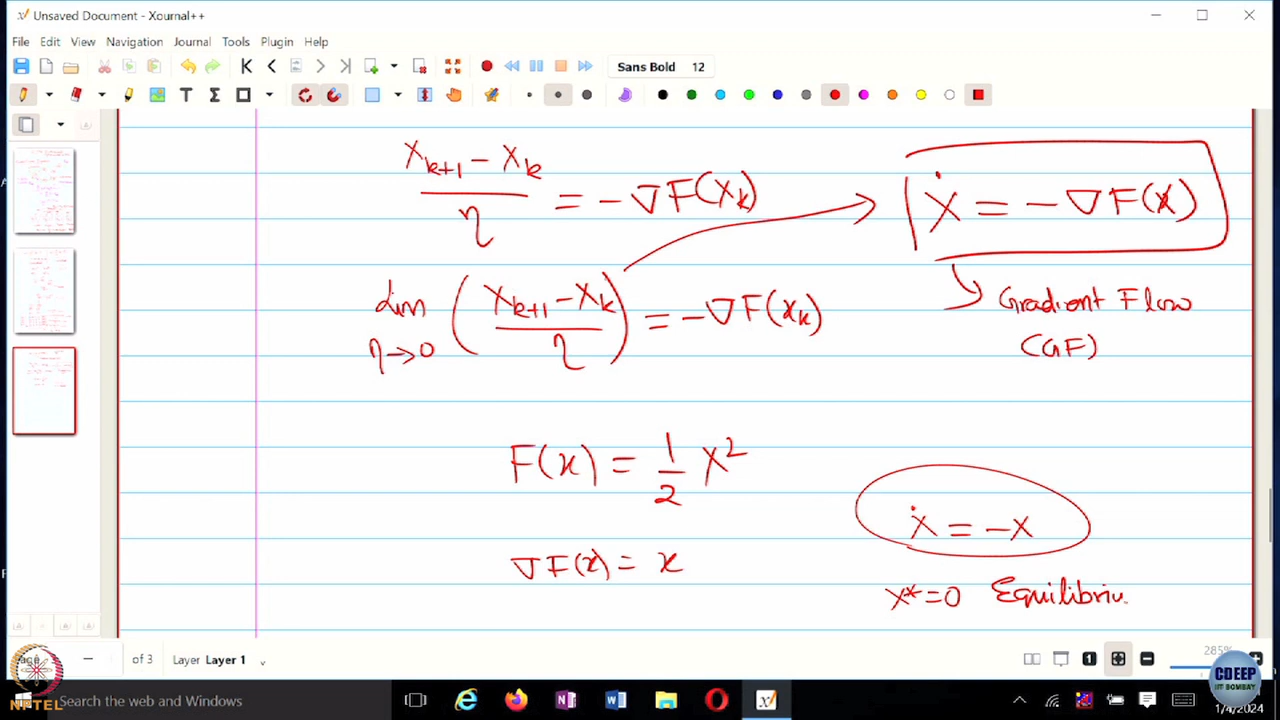 Unsaved Document - Xournal++
File Edit View Navigation Journal Tools Plugin Help
Sans Bold 12
(x_{k+1} - x_k) / η = -∇F(x_k)
ẋ = -∇F(x)
lim η→0 ((x_{k+1} - x_k) / η) = -∇F(x_k)
Gradient Flow
(GF)
F(x) = 1/2 x²
ẋ = -x
∇F(x) = x
x* = 0 Equilibriu
of 3 Layer Layer 1
285%
NPTEL
Search the web and Windows
CDEEP
IIT BOMBAY
1/4/2024